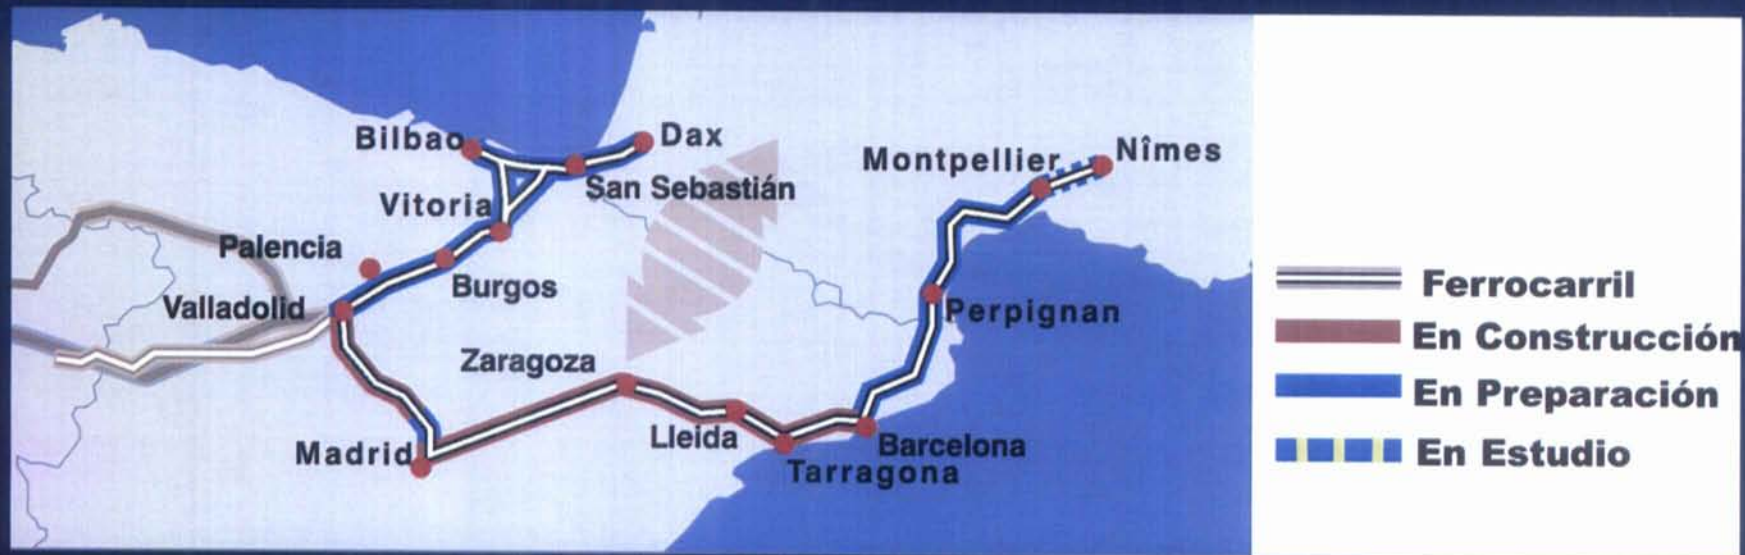 Bilbao
Dax
San Sebastián
Vitoria
Palencia
Burgos
Valladolid
Zaragoza
Madrid
Lleida
Tarragona
Barcelona
Perpignan
Montpellier
Nîmes
Ferrocarril
En Construcción
En Preparación
En Estudio